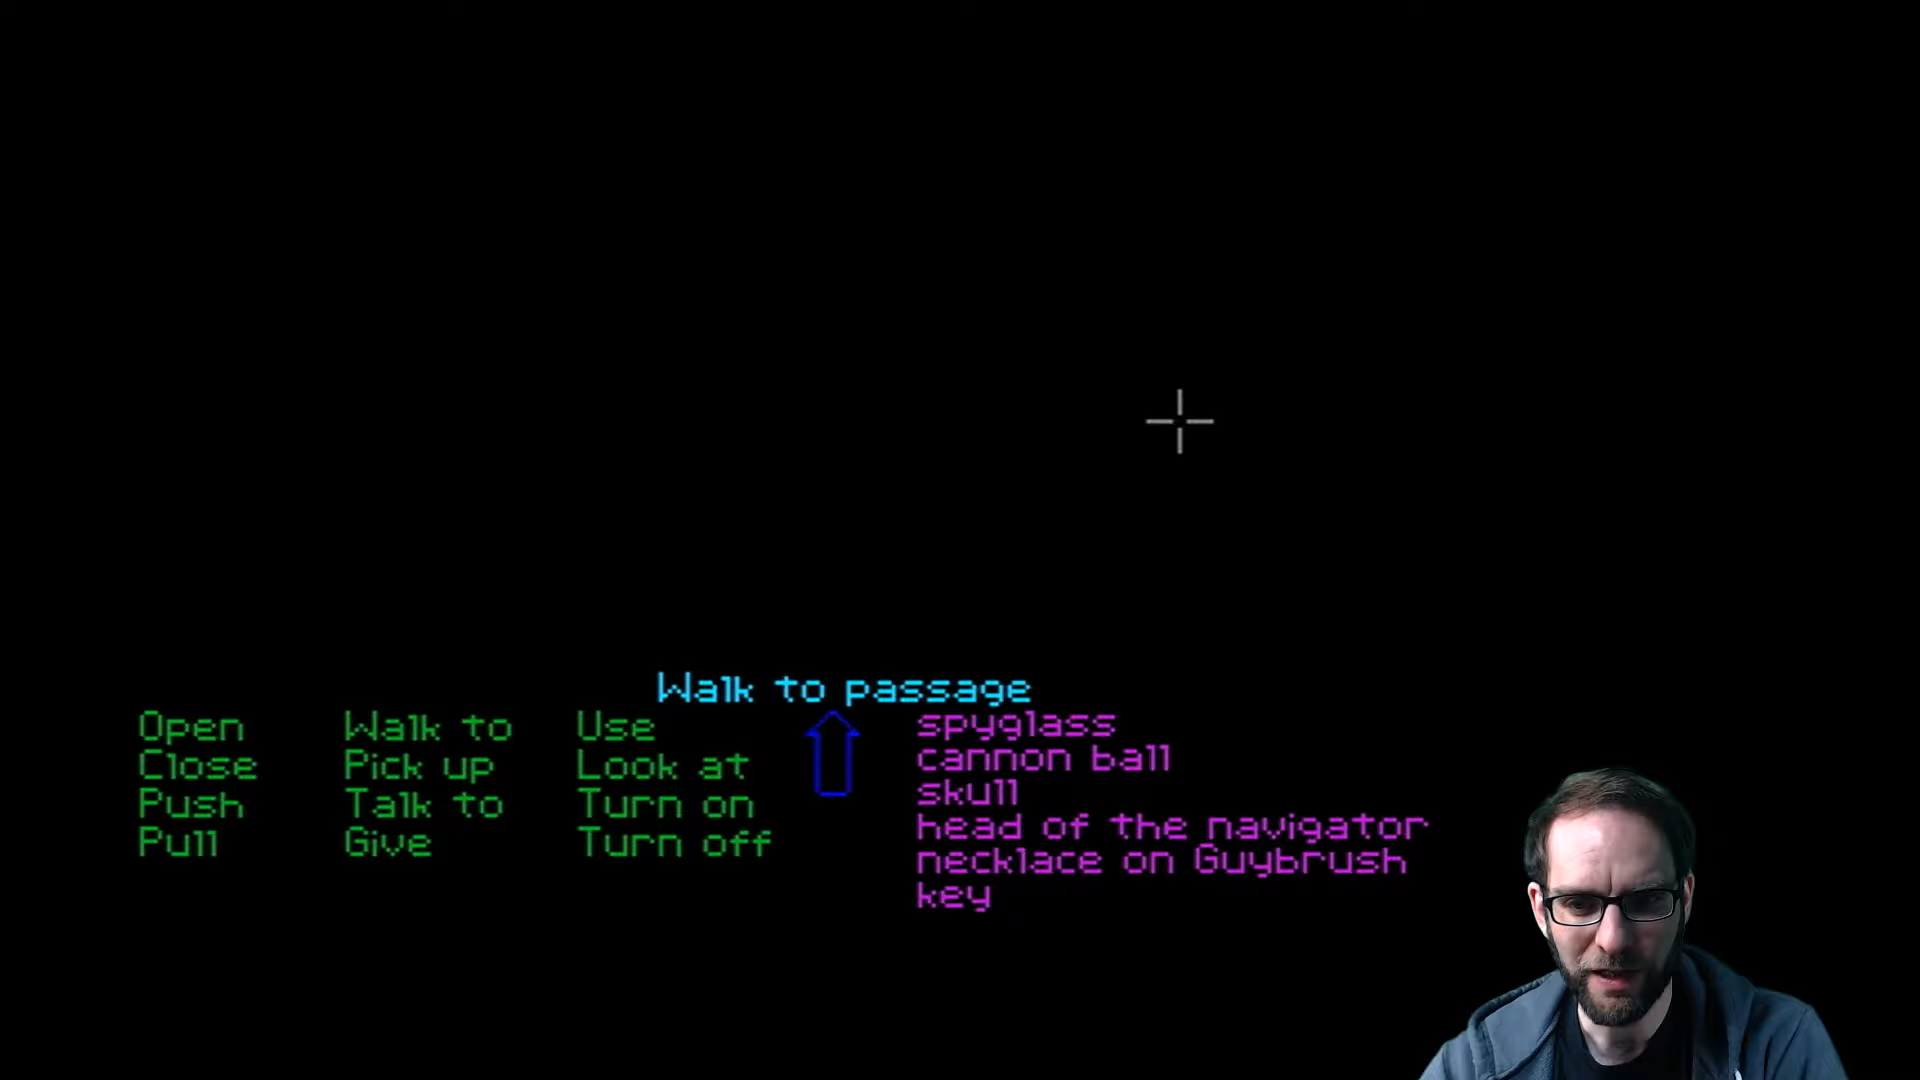 Walk to passage
Open Walk to Use
Close Pick up Look at
Push Talk to Turn on
Pull Give Turn off
spyglass
cannon ball
skull
head of the navigator
necklace on Guybrush
key